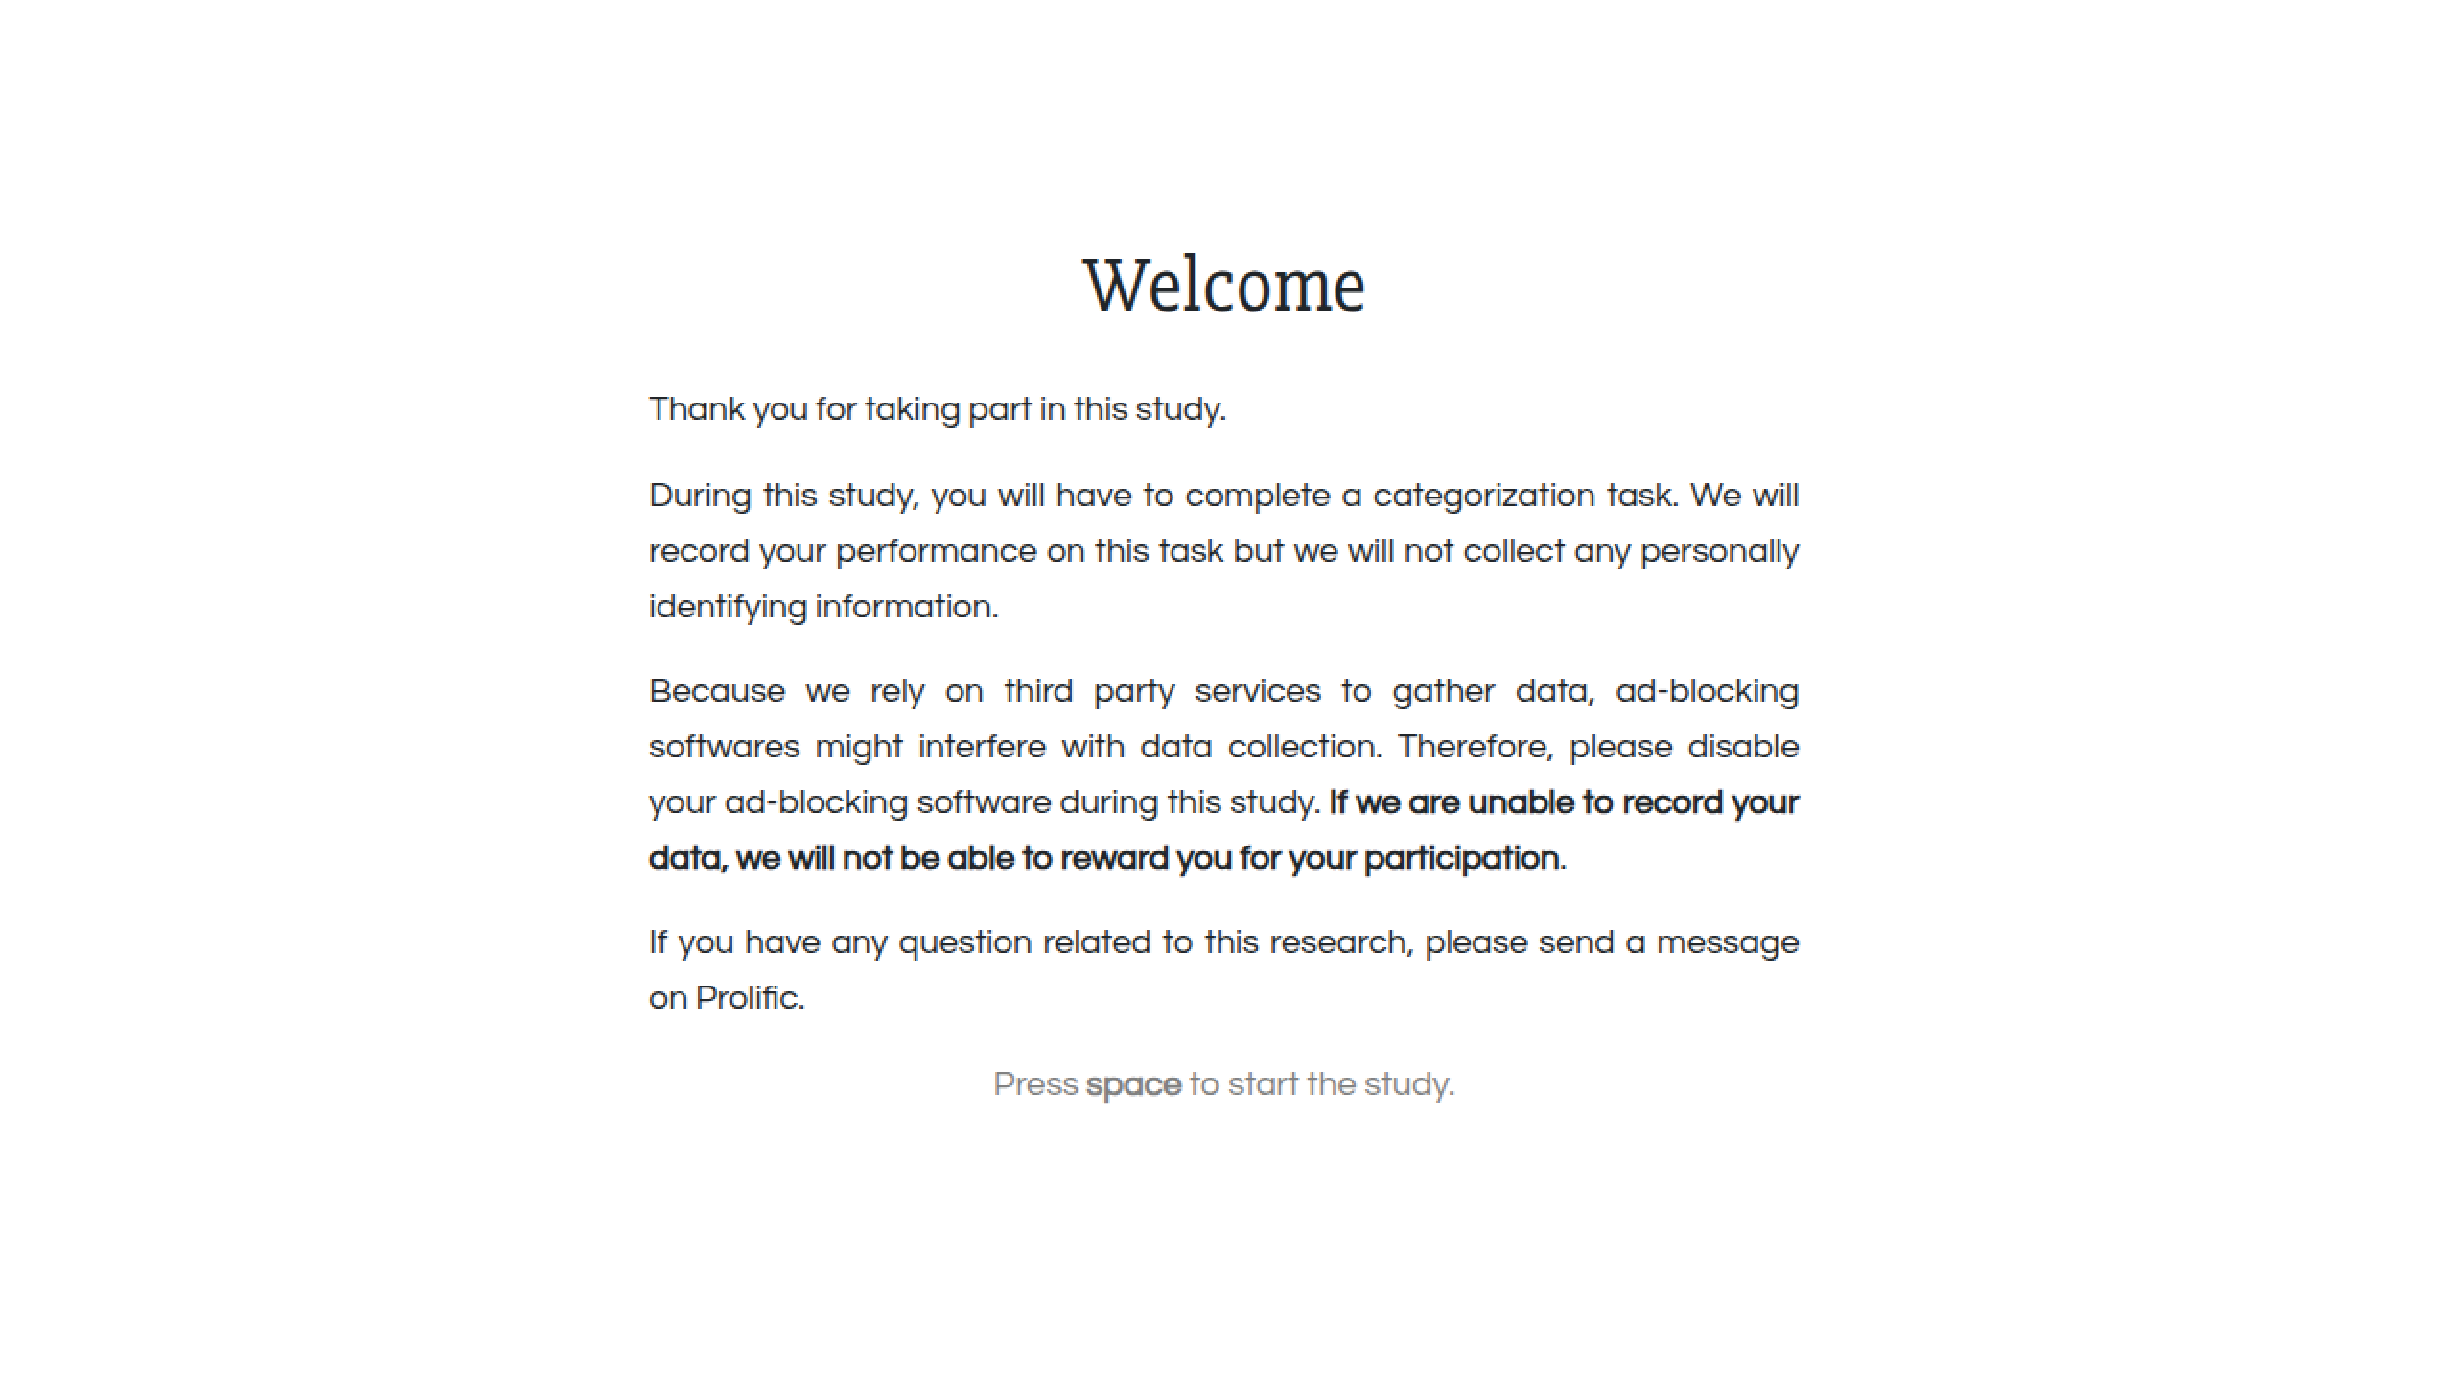 Welcome
Thank you for taking part in this study.
During this study, you will have to complete a categorization task. We will
record your performance on this task but we will not collect any personally
identifying information.
Because we rely on third party services to gather data, ad-blocking
softwares might interfere with data collection. Therefore, please disable
your ad-blocking software during this study. If we are unable to record your
data, we will not be able to reward you for your participation.
If you have any question related to this research, please send a message
on Prolific.
Press space to start the study.